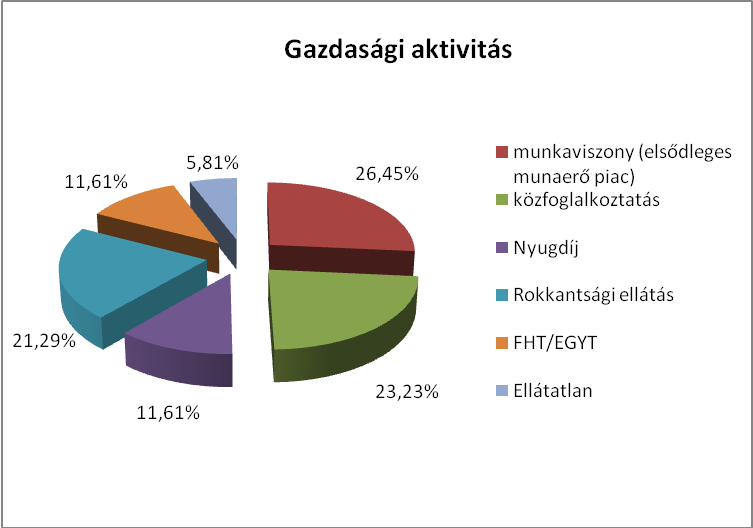 Gazdasági aktivitás
5,81%
11,61%
26,45%
21,29%
11,61%
23,23%
munkaviszony (elsődleges
munaerő piac)
közfoglalkoztatás
Nyugdíj
Rokkantsági ellátás
FHT/EGYT
Ellátatlan